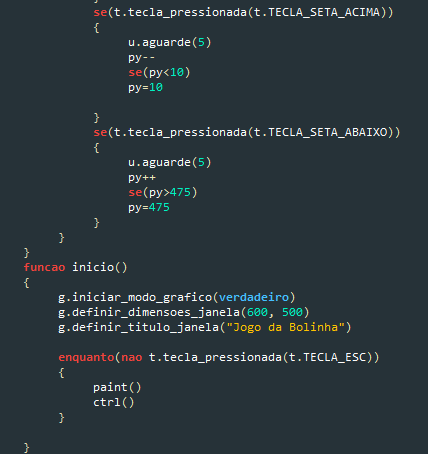 }
se(t.tecla_pressionada(t.TECLA_SETA_ACIMA))
{
u.aguarde(5)
py--
se(py<10)
py=10
}
se(t.tecla_pressionada(t.TECLA_SETA_ABAIXO))
{
u.aguarde(5)
py++
se(py>475)
py=475
}
}
}
funcao inicio()
{
g.iniciar_modo_grafico(verdadeiro)
g.definir_dimensoes_janela(600, 500)
g.definir_titulo_janela("Jogo da Bolinha")
enquanto(nao t.tecla_pressionada(t.TECLA_ESC))
{
paint()
ctrl()
}
}